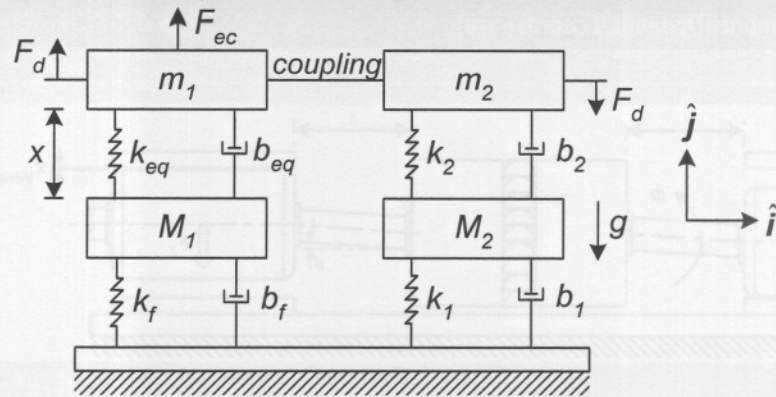 F_ec
F_d
m_1 coupling m_2
F_d
x k_eq b_eq k_2 b_2 ĵ
M_1 M_2 g î
k_f b_f k_1 b_1